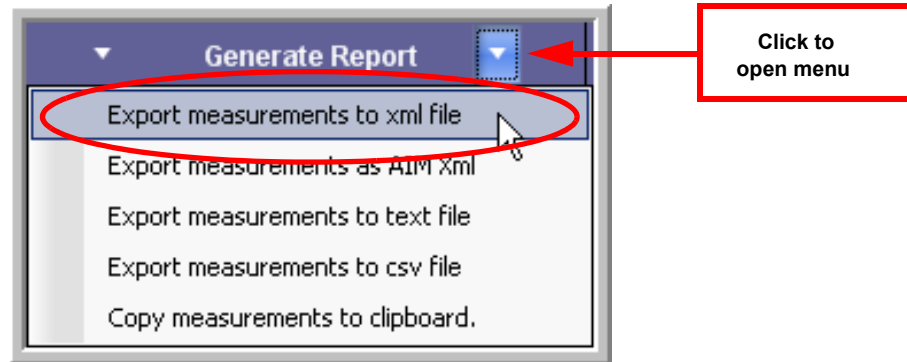 Generate Report
Click to
open menu
Export measurements to xml file
Export measurements as AIM Xml
Export measurements to text file
Export measurements to csv file
Copy measurements to clipboard.